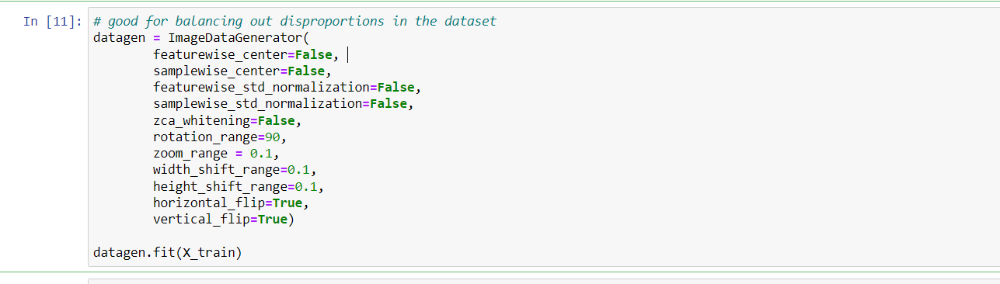 In [11]: # good for balancing out disproportions in the dataset
datagen = ImageDataGenerator(
        featurewise_center=False,
        samplewise_center=False,
        featurewise_std_normalization=False,
        samplewise_std_normalization=False,
        zca_whitening=False,
        rotation_range=90,
        zoom_range = 0.1,
        width_shift_range=0.1,
        height_shift_range=0.1,
        horizontal_flip=True,
        vertical_flip=True)
datagen.fit(X_train)